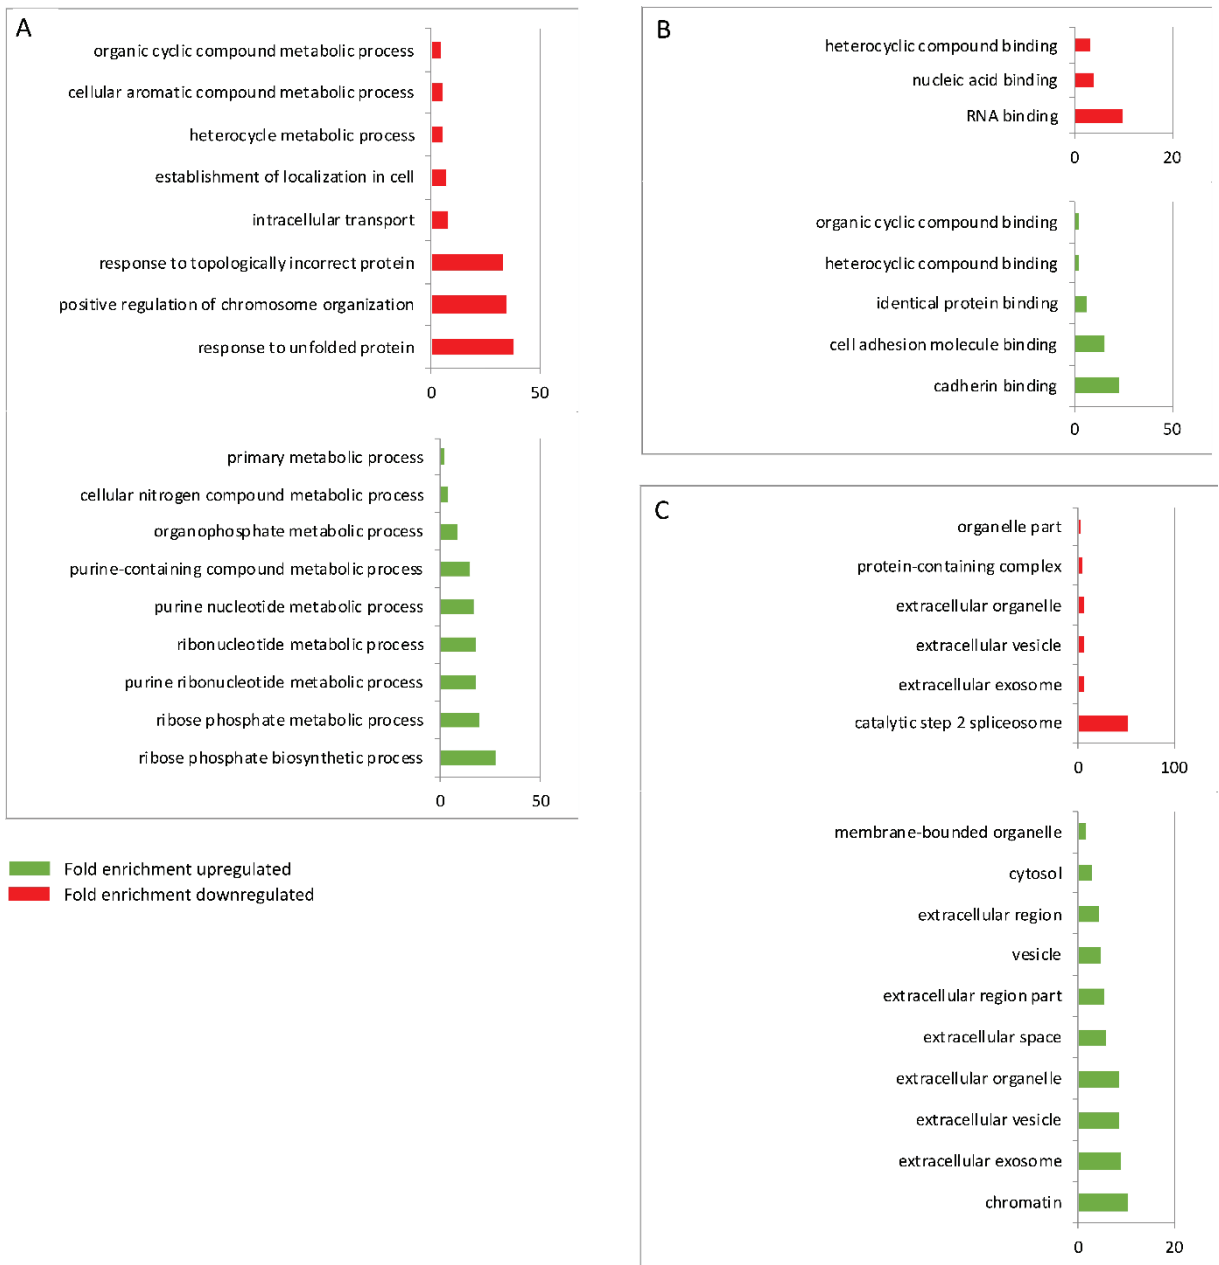 A
organic cyclic compound metabolic process
cellular aromatic compound metabolic process
heterocycle metabolic process
establishment of localization in cell
intracellular transport
response to topologically incorrect protein
positive regulation of chromosome organization
response to unfolded protein
0 50
primary metabolic process
cellular nitrogen compound metabolic process
organophosphate metabolic process
purine-containing compound metabolic process
purine nucleotide metabolic process
ribonucleotide metabolic process
purine ribonucleotide metabolic process
ribose phosphate metabolic process
ribose phosphate biosynthetic process
0 50
Fold enrichment upregulated
Fold enrichment downregulated
B
heterocyclic compound binding
nucleic acid binding
RNA binding
0 20
organic cyclic compound binding
heterocyclic compound binding
identical protein binding
cell adhesion molecule binding
cadherin binding
0 50
C
organelle part
protein-containing complex
extracellular organelle
extracellular vesicle
extracellular exosome
catalytic step 2 spliceosome
0 100
membrane-bounded organelle
cytosol
extracellular region
vesicle
extracellular region part
extracellular space
extracellular organelle
extracellular vesicle
extracellular exosome
chromatin
0 20